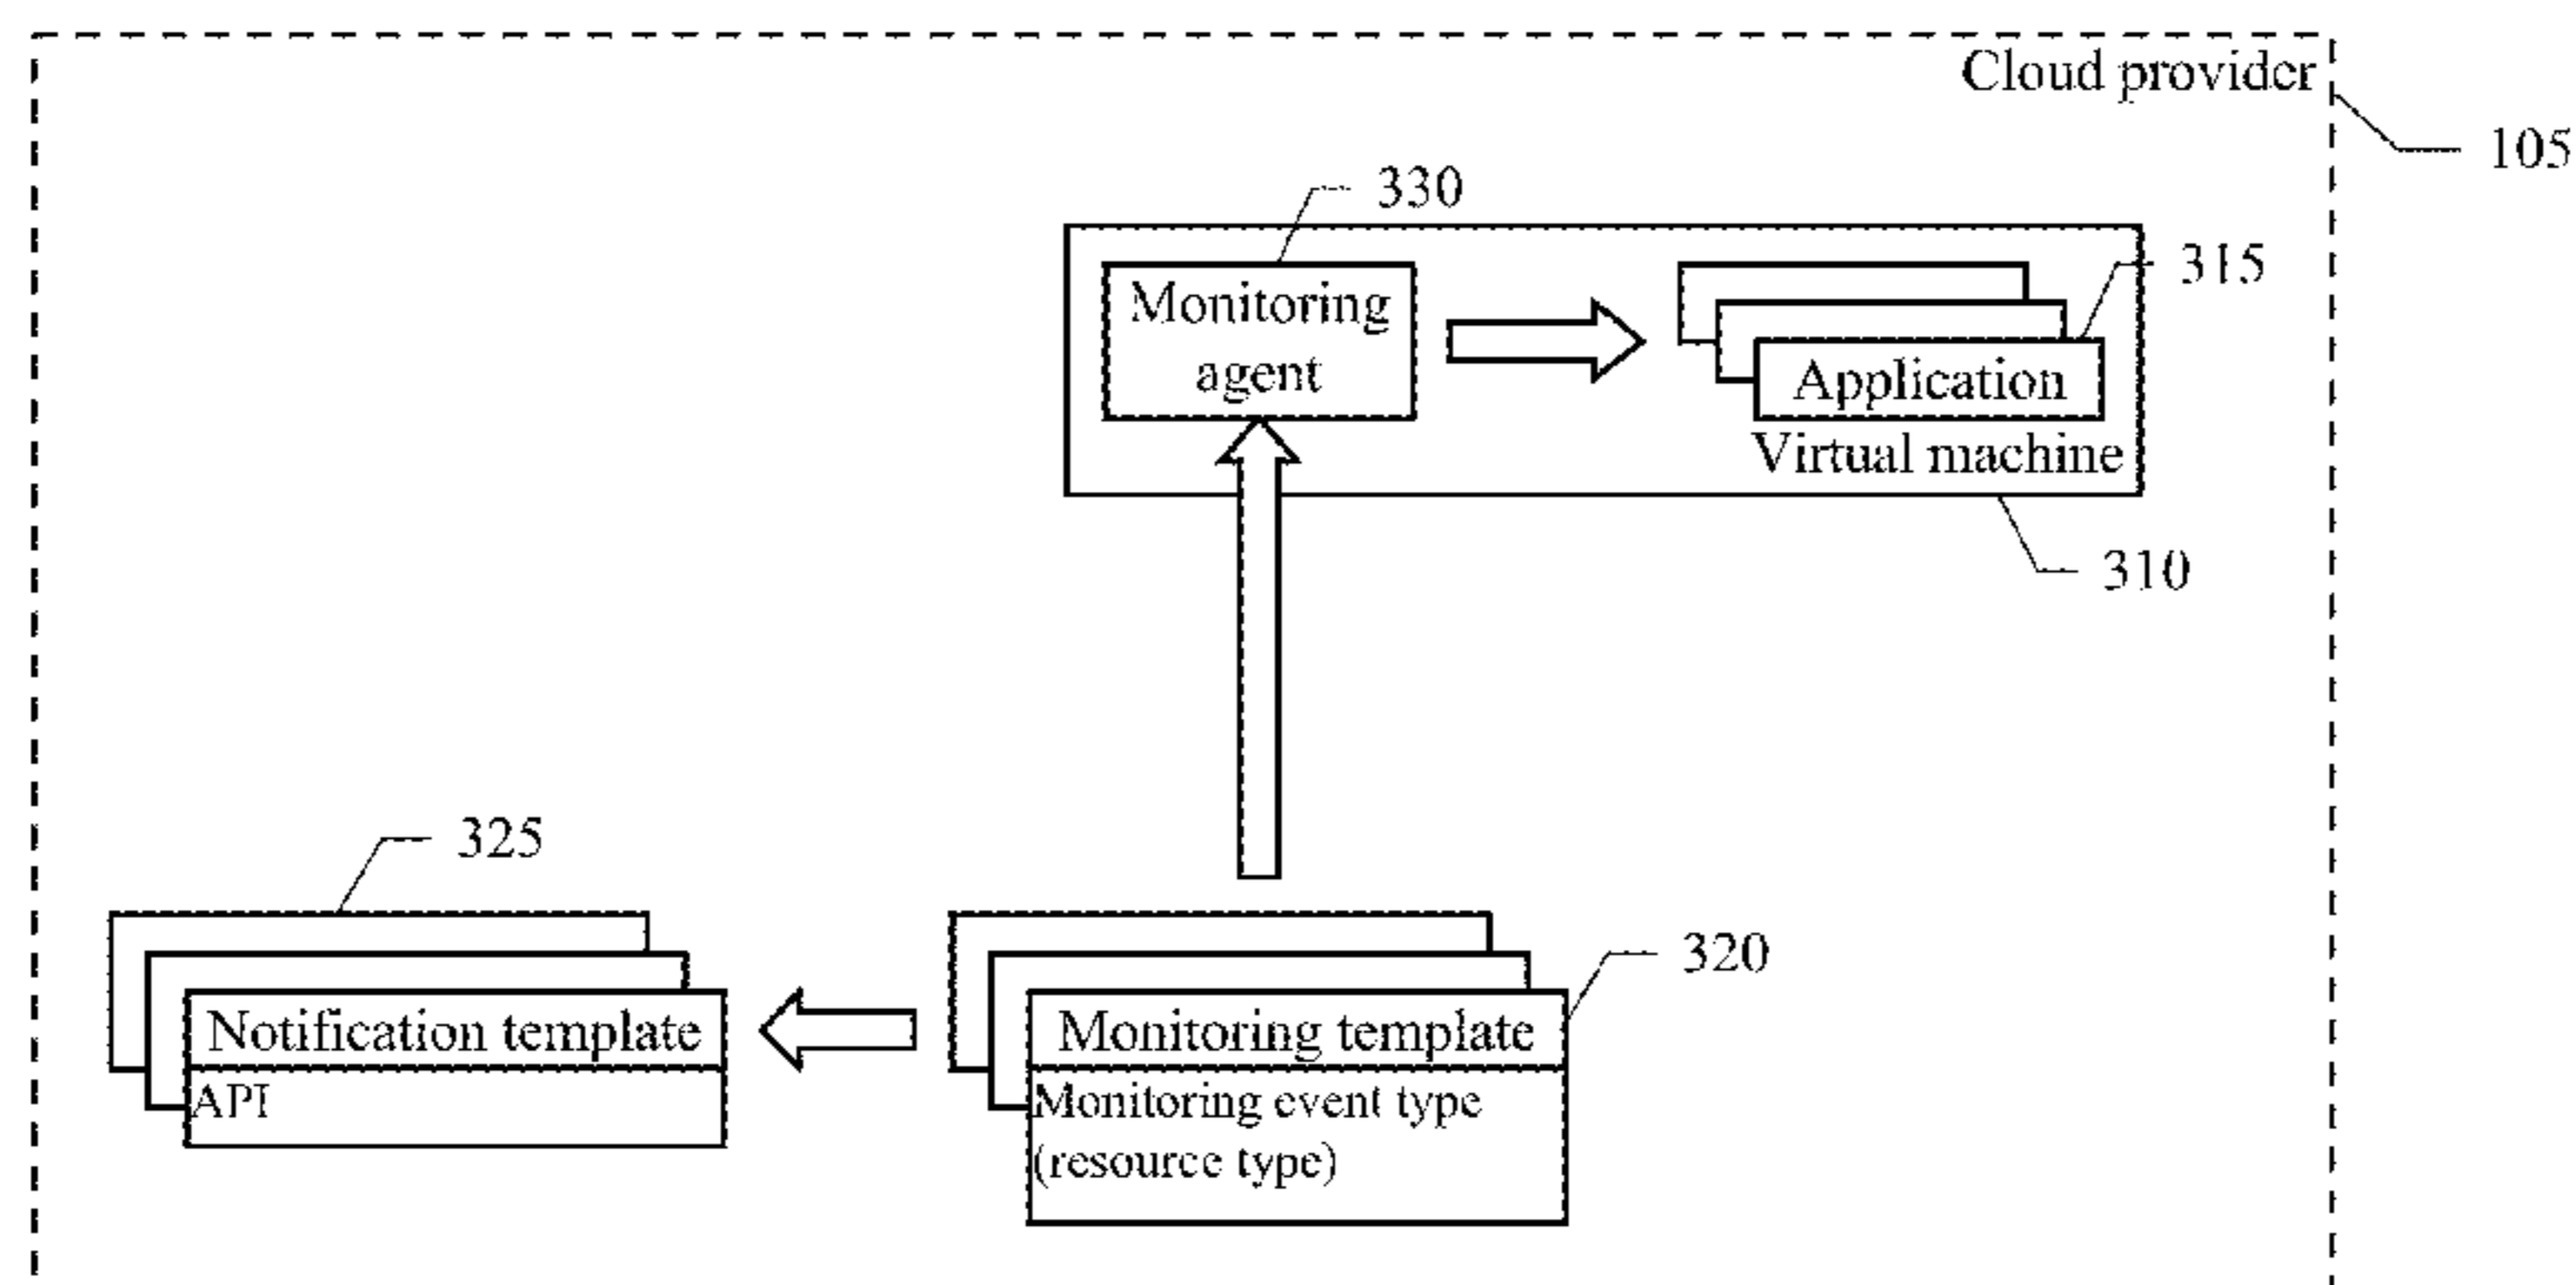 Cloud provider
105
330
315
Monitoring
agent
Application
Virtual machine
310
325
320
Notification template
API
Monitoring template
Monitoring event type
(resource type)